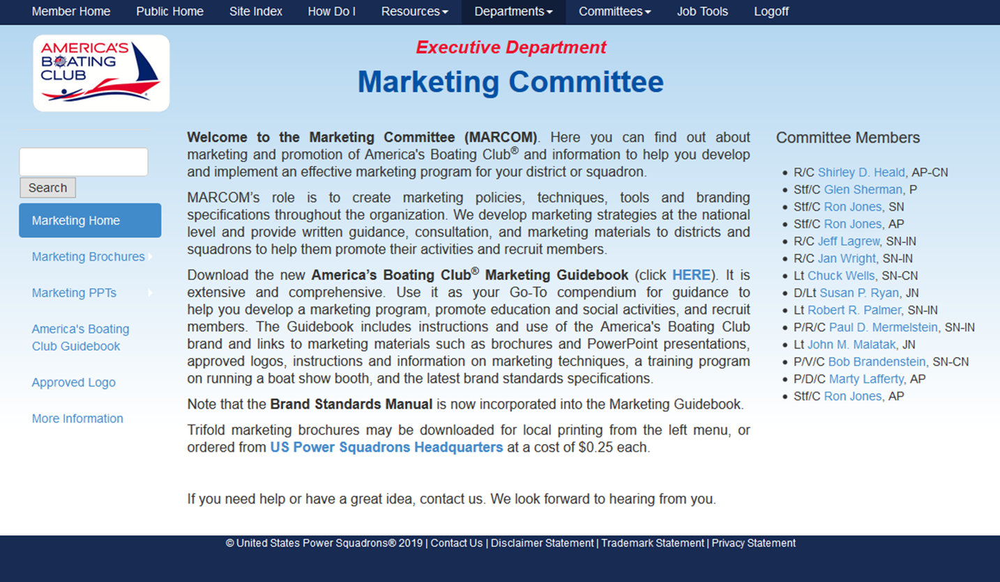 Member Home Public Home Site Index How Do I Resources Departments Committees Job Tools Logoff
AMERICA'S
BOATING
CLUB
Executive Department
Marketing Committee
Search
Marketing Home
Marketing Brochures
Marketing PPTs
America's Boating
Club Guidebook
Approved Logo
More Information
Welcome to the Marketing Committee (MARCOM). Here you can find out about
marketing and promotion of America's Boating Club® and information to help you develop
and implement an effective marketing program for your district or squadron.
MARCOM's role is to create marketing policies, techniques, tools and branding
specifications throughout the organization. We develop marketing strategies at the national
level and provide written guidance, consultation, and marketing materials to districts and
squadrons to help them promote their activities and recruit members.
Download the new America's Boating Club® Marketing Guidebook (click HERE). It is
extensive and comprehensive. Use it as your Go-To compendium for guidance to
help you develop a marketing program, promote education and social activities, and recruit
members. The Guidebook includes instructions and use of the America's Boating Club
brand and links to marketing materials such as brochures and PowerPoint presentations,
approved logos, instructions and information on marketing techniques, a training program
on running a boat show booth, and the latest brand standards specifications.
Note that the Brand Standards Manual is now incorporated into the Marketing Guidebook.
Trifold marketing brochures may be downloaded for local printing from the left menu, or
ordered from US Power Squadrons Headquarters at a cost of $0.25 each.
If you need help or have a great idea, contact us. We look forward to hearing from you.
Committee Members
R/C Shirley D. Heald, AP-CN
Stf/C Glen Sherman, P
Stf/C Ron Jones, SN
Stf/C Ron Jones, AP
R/C Jeff Lagrew, SN-IN
R/C Jan Wright, SN-IN
Lt Chuck Wells, SN-CN
D/Lt Susan P. Ryan, JN
Lt Robert R. Palmer, SN-IN
P/R/C Paul D. Mermelstein, SN-IN
Lt John M. Malatak, JN
P/V/C Bob Brandenstein, SN-CN
P/D/C Marty Lafferty, AP
Stf/C Ron Jones, AP
© United States Power Squadrons® 2019 | Contact Us | Disclaimer Statement | Trademark Statement | Privacy Statement